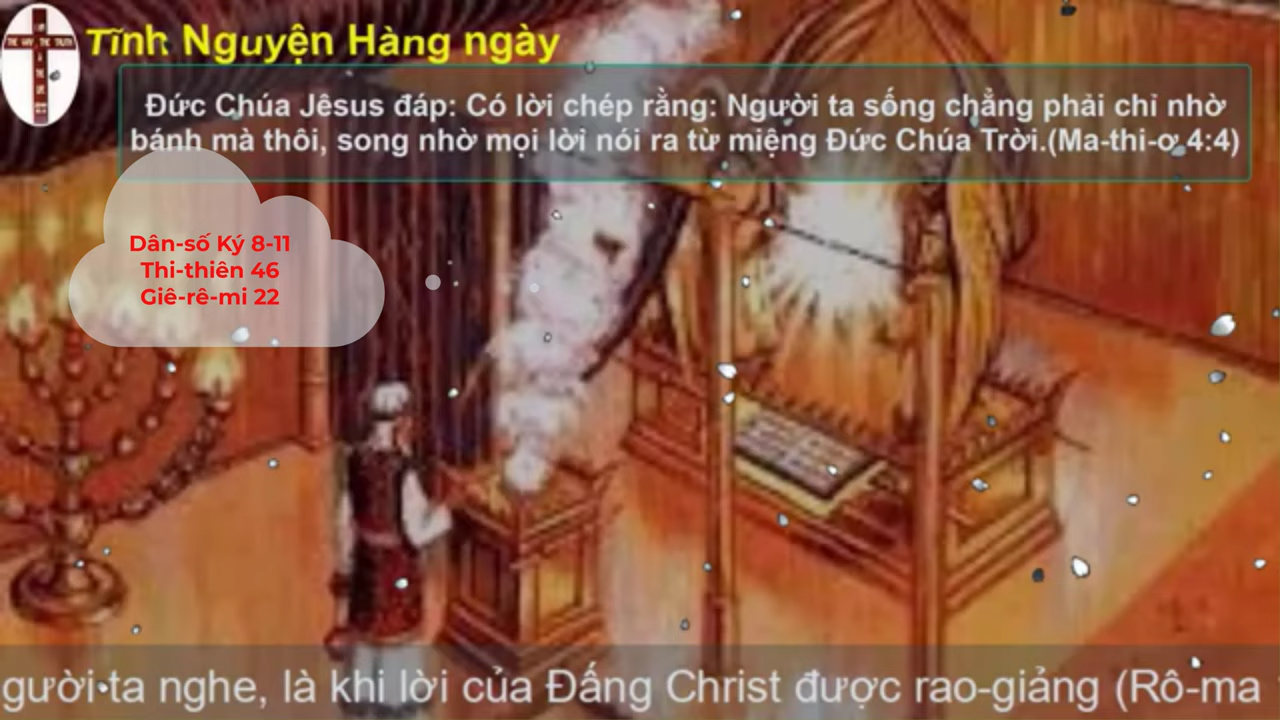 Tĩnh Nguyện Hàng ngày
Đức Chúa Jêsus đáp: Có lời chép rằng: Người ta sống chẳng phải chỉ nhờ
bánh mà thôi, song nhờ mọi lời nói ra từ miệng Đức Chúa Trời.(Ma-thi-ơ 4:4)
Dân-số Ký 8-11
Thi-thiên 46
Giê-rê-mi 22
gười ta nghe, là khi lời của Đấng Christ được rao-giảng (Rô-ma